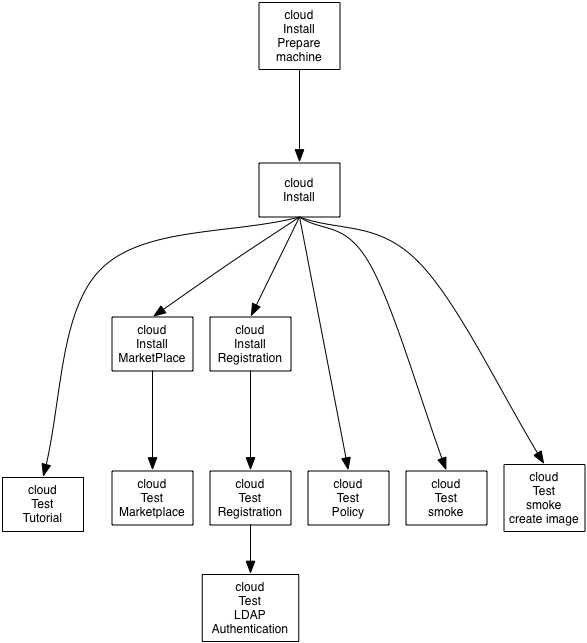 cloud
Install
Prepare
machine
cloud
Install
cloud
Install
MarketPlace
cloud
Install
Registration
cloud
Test
Tutorial
cloud
Test
Marketplace
cloud
Test
Registration
cloud
Test
Policy
cloud
Test
smoke
cloud
Test
smoke
create image
cloud
Test
LDAP
Authentication